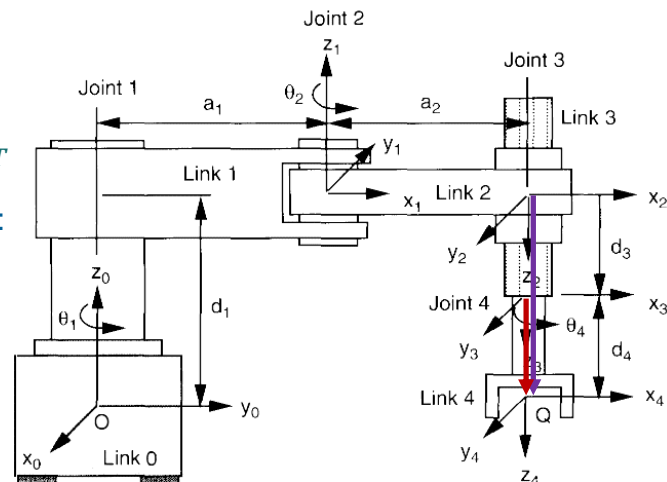 Joint 2
z1
Joint 1
Joint 3
θ2
a1
a2
Link 3
T
y1
Link 1
Link 2
x1
x2
:
y2
z2
d3
z0
d1
Joint 4
x3
θ1
θ4
y3
z3
d4
Link 4
x4
O
y0
Q
x0
Link 0
y4
z4